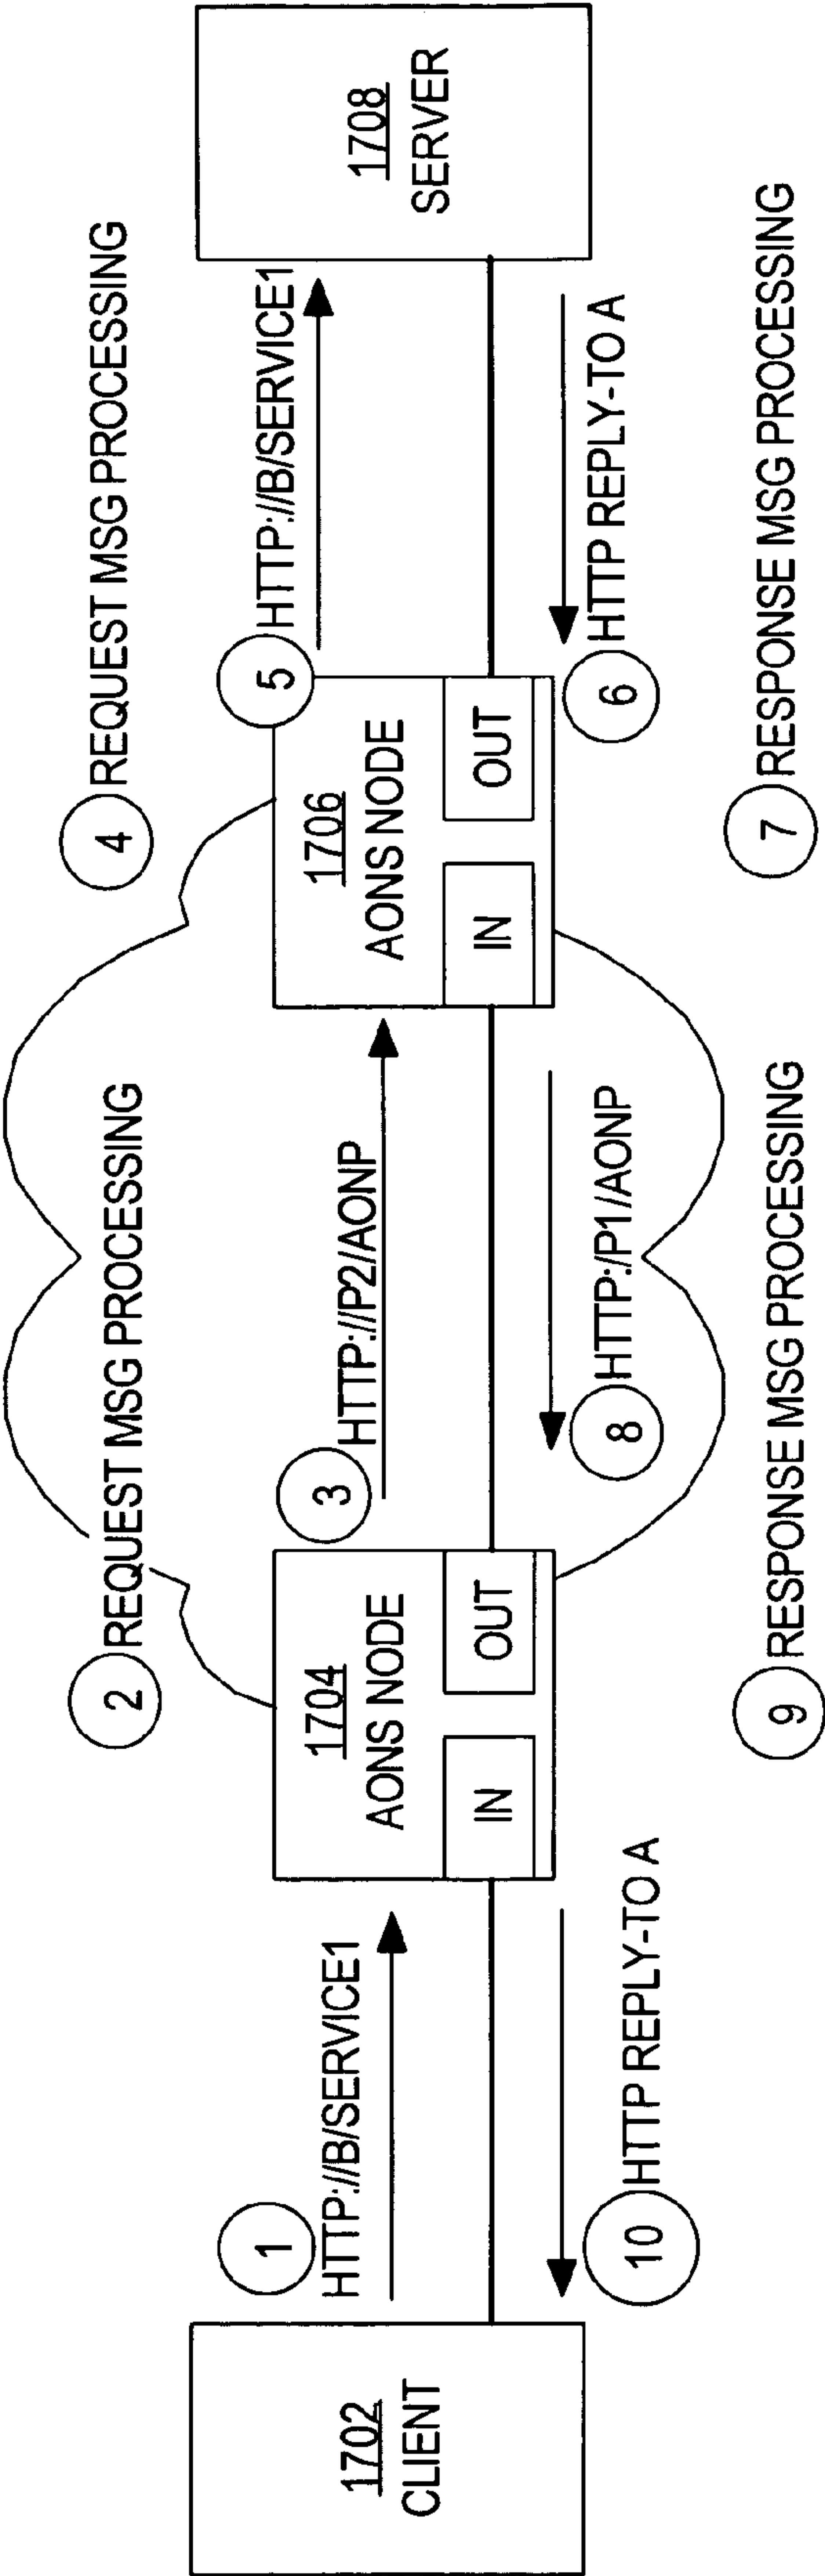 1702
CLIENT
1
HTTP://B/SERVICE1
2
REQUEST MSG PROCESSING
1704
AONS NODE
IN
OUT
3
HTTP://P2/AONP
4
REQUEST MSG PROCESSING
1706
AONS NODE
IN
OUT
5
HTTP://B/SERVICE1
1708
SERVER
6
HTTP REPLY-TO A
7
RESPONSE MSG PROCESSING
8
HTTP:/P1/AONP
9
RESPONSE MSG PROCESSING
10
HTTP REPLY-TO A